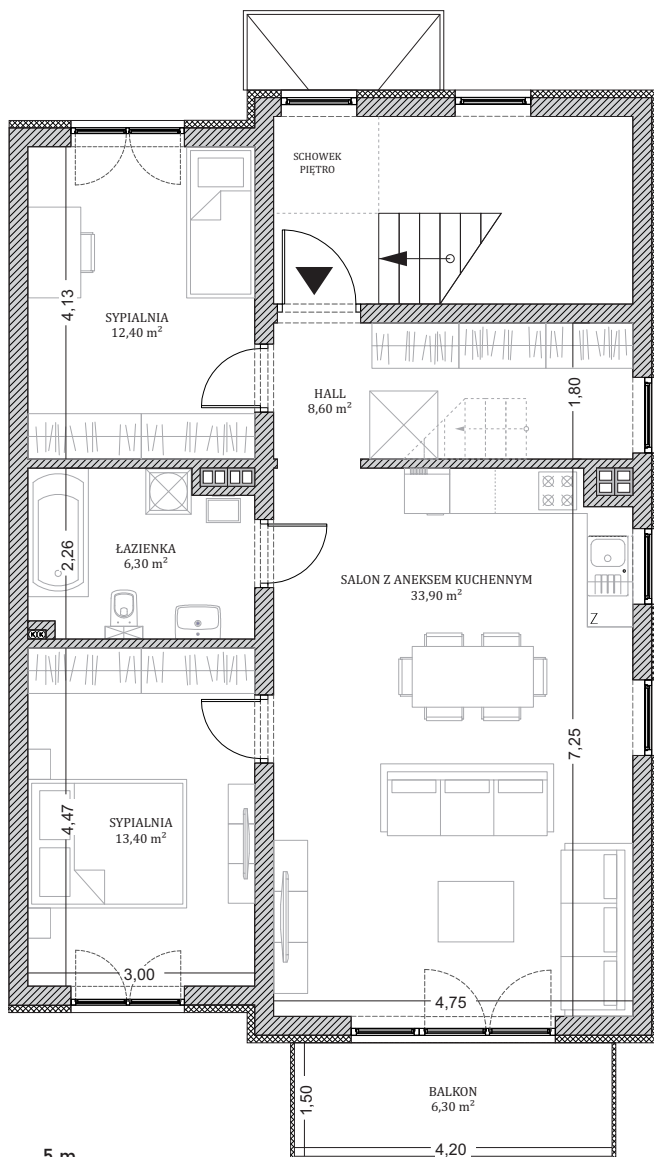 SCHOWEK
PIĘTRO
4,13
SYPIALNIA
12,40 m²
HALL
8,60 m²
1,80
2,26
ŁAZIENKA
6,30 m²
SALON Z ANEKSEM KUCHENNYM
33,90 m²
Z
7,25
4,47
SYPIALNIA
13,40 m²
3,00
4,75
1,50
BALKON
6,30 m²
4,20
5 m